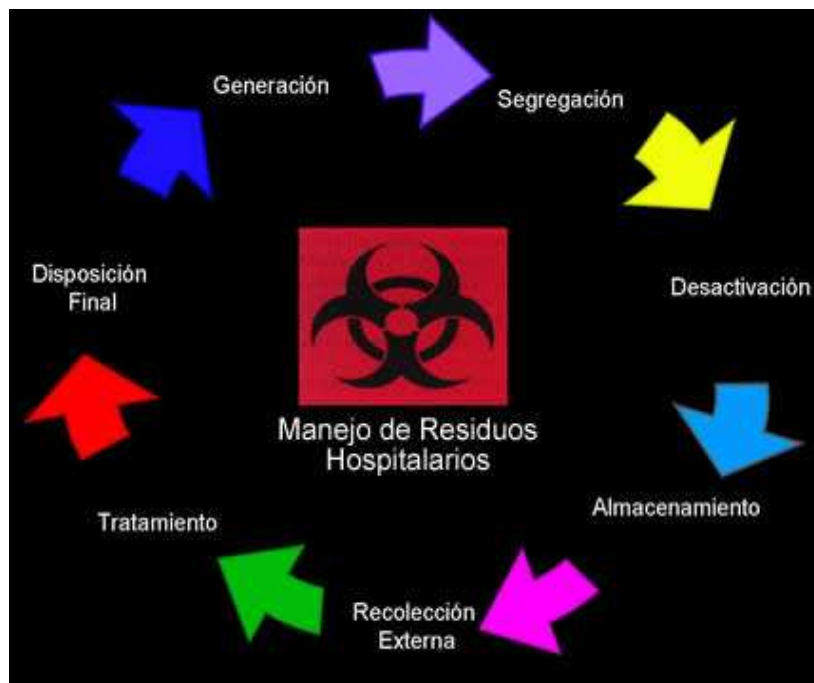 Generación
Segregación
Desactivación
Almacenamiento
Recolección
Externa
Tratamiento
Disposición
Final
Manejo de Residuos
Hospitalarios